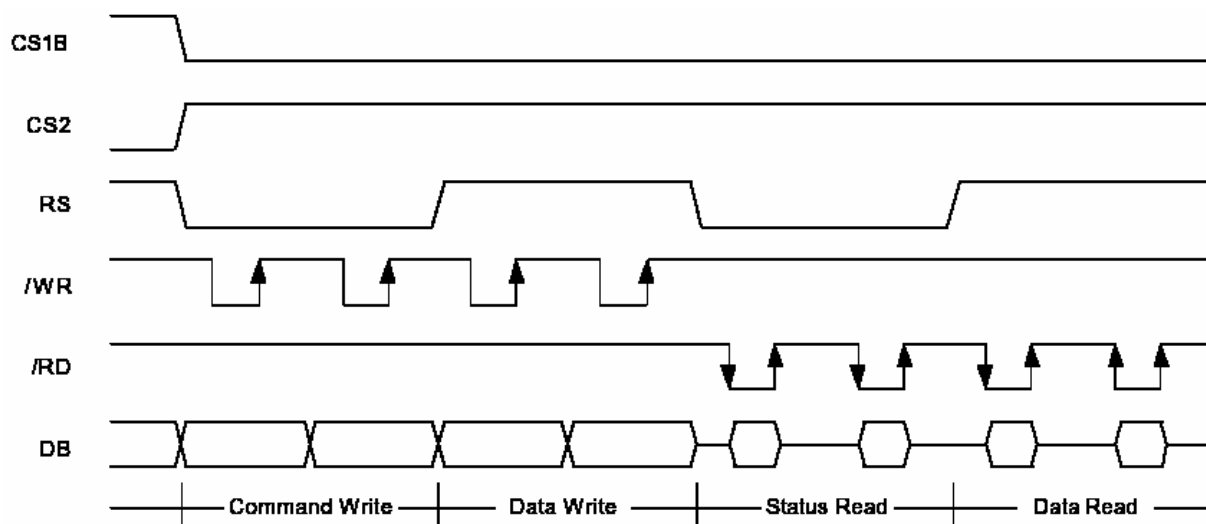 CS1B
CS2
RS
/WR
/RD
DB
Command Write Data Write Status Read Data Read